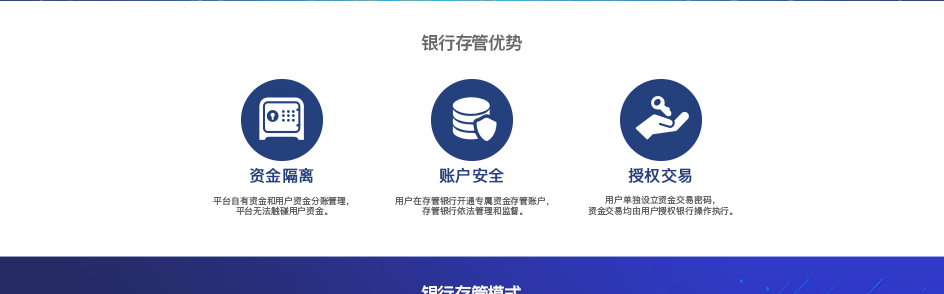 银行存管优势
资金隔离
账户安全
授权交易
平台自有资金和用户资金分账管理，
平台无法触碰用户资金。
用户在存管银行开通专属资金存管账户，
存管银行依法管理和监督。
用户单独设立资金交易密码，
资金交易均由用户授权银行操作执行。
银行存管模式